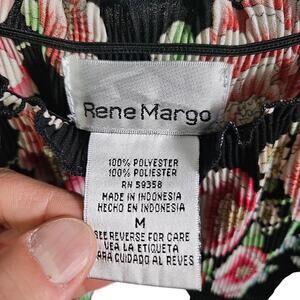 Rene Margo
100% POLYESTER
100% POLIESTER
RN 59358
MADE IN INDONESIA
HECHO EN INDONESIA
M
SEE REVERSE FOR CARE
VEA LA ETIQUETA
PARA CUIDADO AL REVES